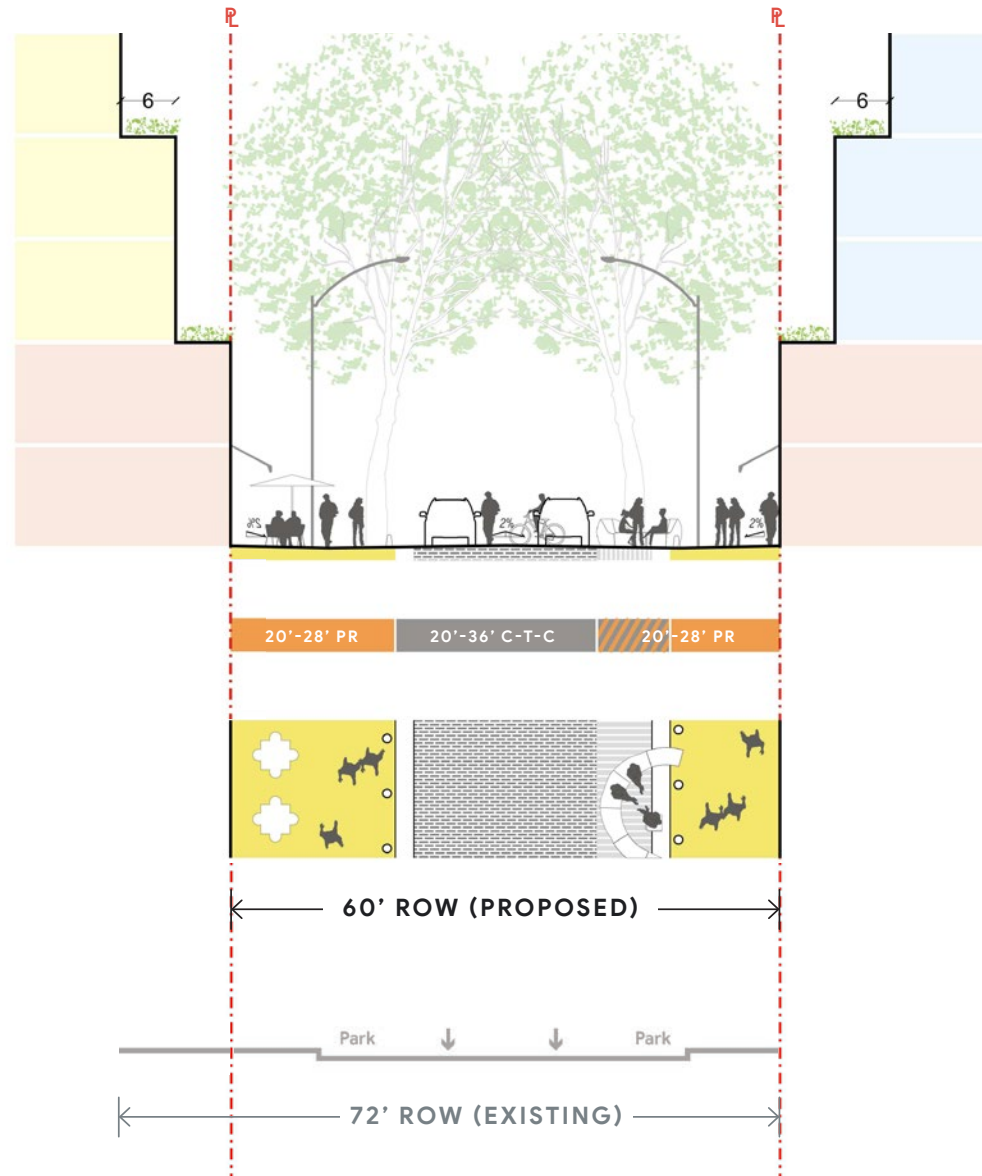 PL PL
6 6
2% 2%
20'-28' PR 20'-36' C-T-C 20'-28' PR
60' ROW (PROPOSED)
Park Park
72' ROW (EXISTING)